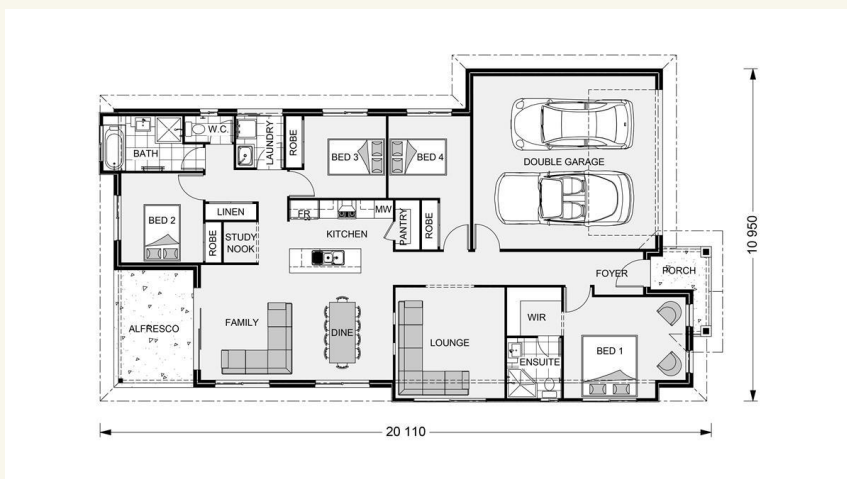 W.C.
LAUNDRY
ROBE
BATH
BED 3
BED 4
DOUBLE GARAGE
BED 2
LINEN
FR
MW
PANTRY
ROBE
ROBE
STUDY
NOOK
KITCHEN
FOYER
PORCH
10 950
ALFRESCO
FAMILY
DINE
LOUNGE
WIR
ENSUITE
BED 1
20 110